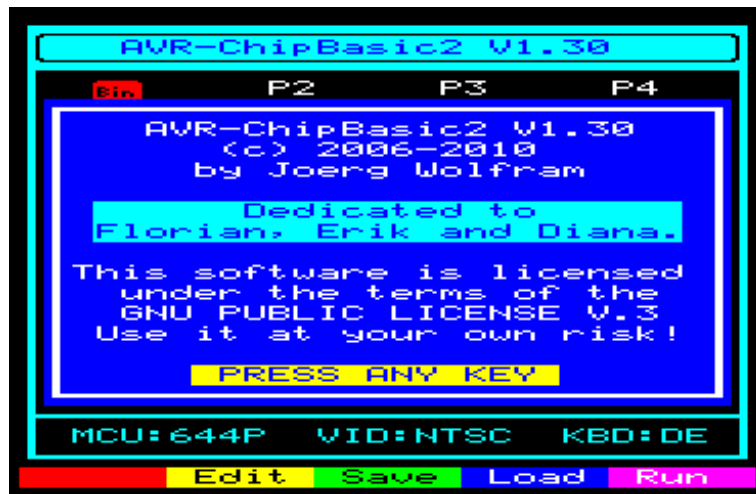 AVR-ChipBasic2 V1.30
Bin P2 P3 P4
AVR-ChipBasic2 V1.30
(c) 2006-2010
by Joerg Wolfram
Dedicated to
Florian, Erik and Diana.
This software is licensed
under the terms of the
GNU PUBLIC LICENSE V.3
Use it at your own risk!
PRESS ANY KEY
MCU:644P VID:NTSC KBD:DE
Edit Save Load Run